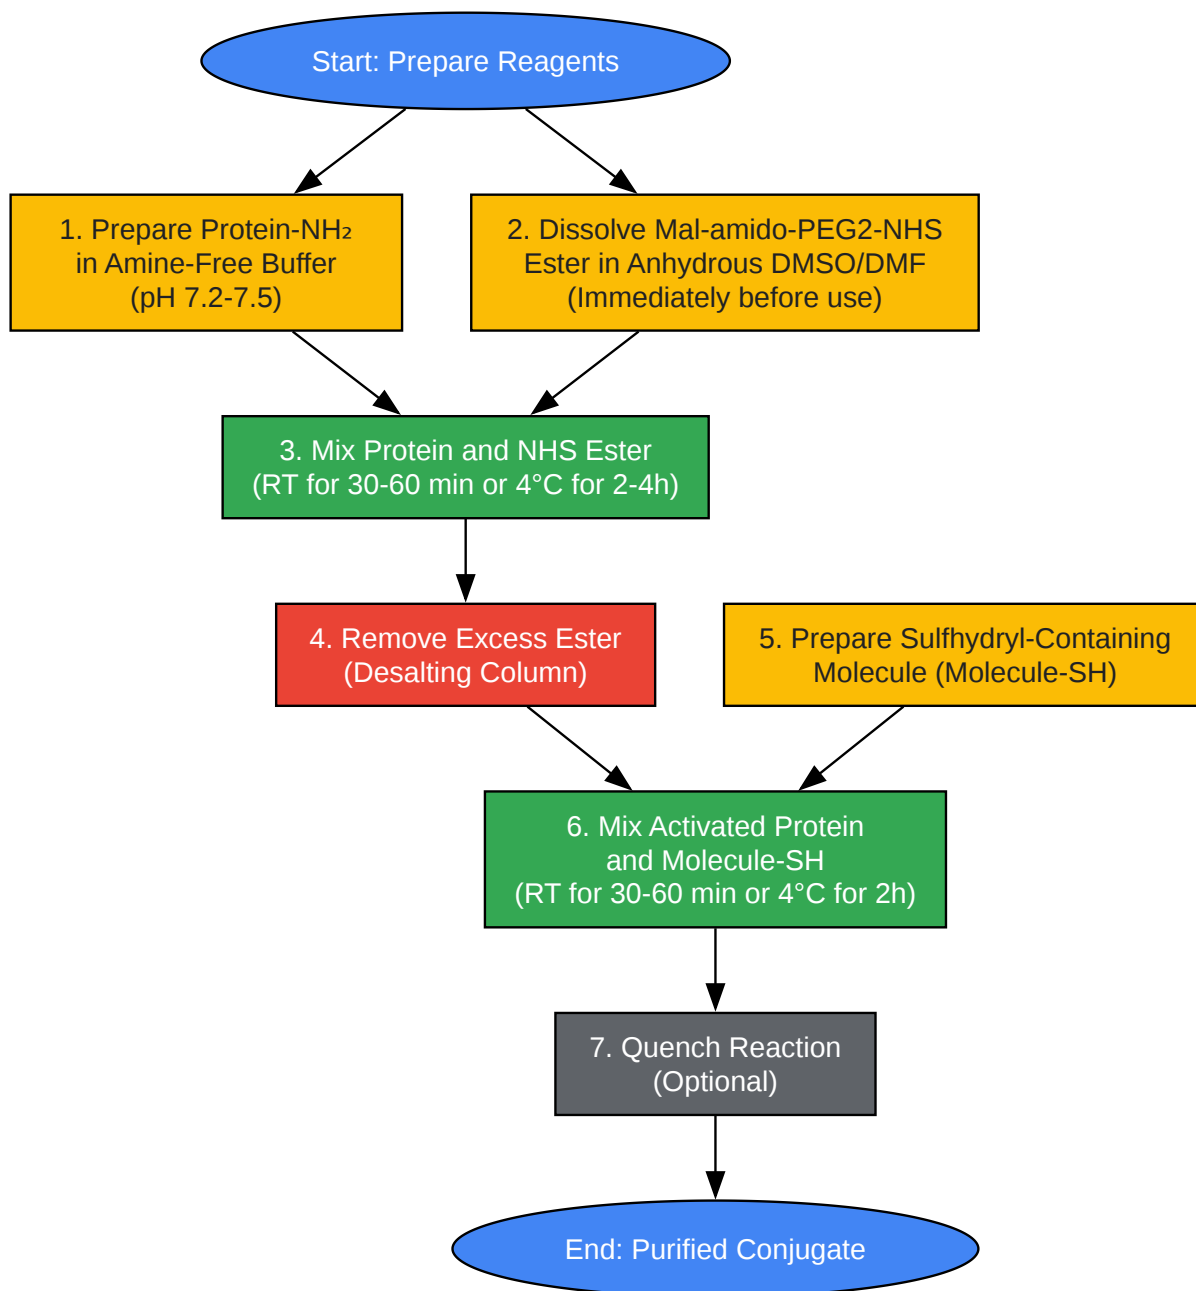 Start: Prepare Reagents
1. Prepare Protein-NH₂
in Amine-Free Buffer
(pH 7.2-7.5)
2. Dissolve Mal-amido-PEG2-NHS
Ester in Anhydrous DMSO/DMF
(Immediately before use)
3. Mix Protein and NHS Ester
(RT for 30-60 min or 4°C for 2-4h)
4. Remove Excess Ester
(Desalting Column)
5. Prepare Sulfhydryl-Containing
Molecule (Molecule-SH)
6. Mix Activated Protein
and Molecule-SH
(RT for 30-60 min or 4°C for 2h)
7. Quench Reaction
(Optional)
End: Purified Conjugate